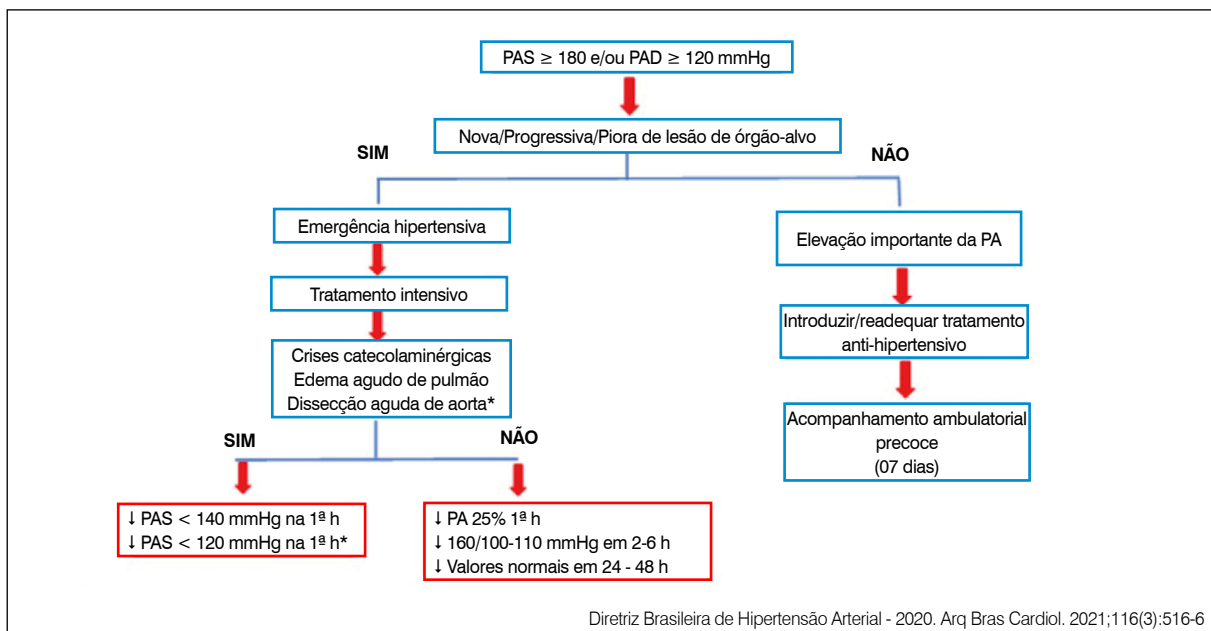 PAS ≥ 180 e/ou PAD ≥ 120 mmHg
Nova/Progressiva/Piora de lesão de órgão-alvo
SIM
NÃO
Emergência hipertensiva
Elevação importante da PA
Tratamento intensivo
Introduzir/readequar tratamento
anti-hipertensivo
Crises catecolaminérgicas
Edema agudo de pulmão
Dissecção aguda de aorta*
Acompanhamento ambulatorial
precoce
(07 dias)
SIM
NÃO
↓ PAS < 140 mmHg na 1ª h
↓ PAS < 120 mmHg na 1ª h*
↓ PA 25% 1ª h
↓ 160/100-110 mmHg em 2-6 h
↓ Valores normais em 24 - 48 h
Diretriz Brasileira de Hipertensão Arterial - 2020. Arq Bras Cardiol. 2021;116(3):516-6